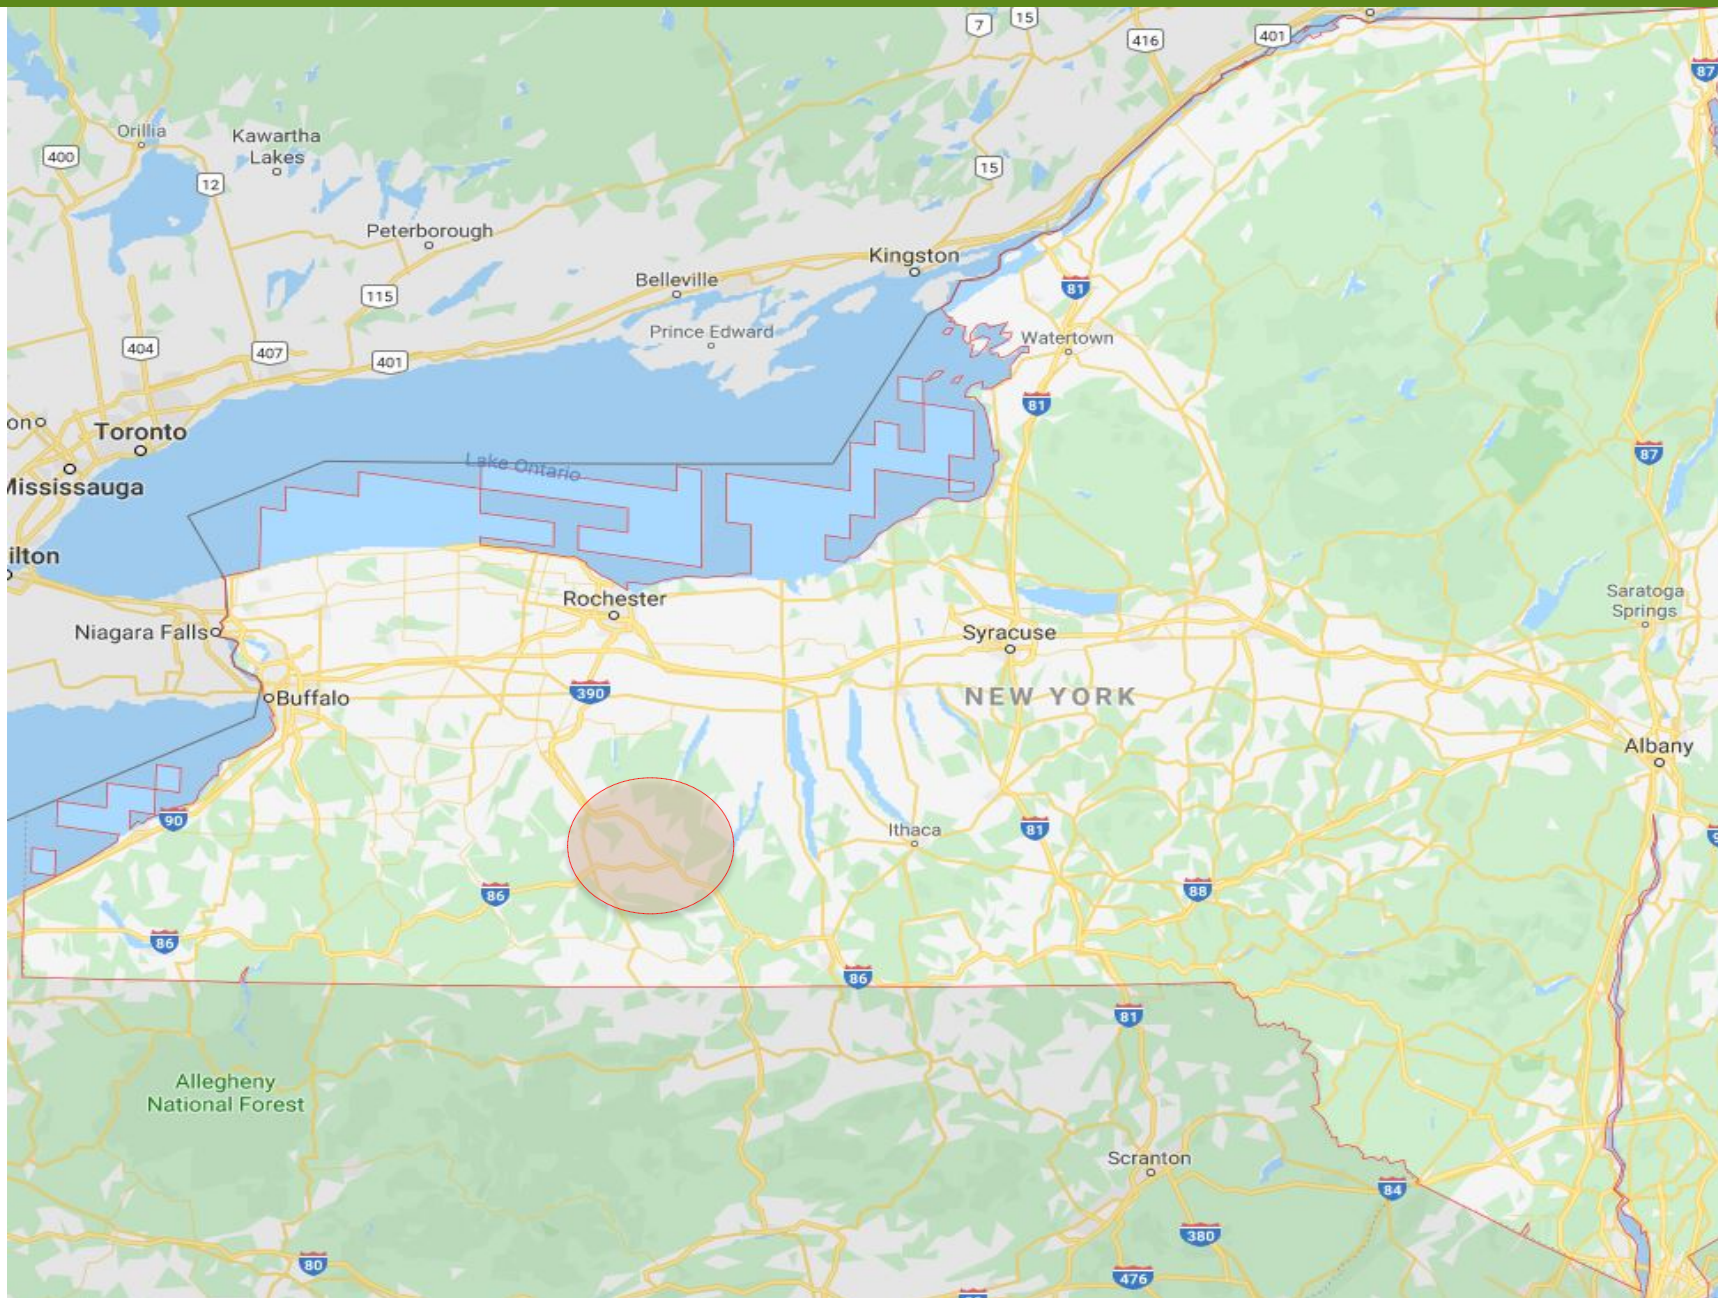 7
15
416
401
87
Orillia
Kawartha
Lakes
400
12
15
Peterborough
Kingston
Belleville
115
81
Prince Edward
Watertown
404
407
401
81
Toronto
Mississauga
Lake Ontario
87
ilton
Rochester
Saratoga
Springs
Niagara Falls
Syracuse
390
NEW YORK
Buffalo
Albany
90
Ithaca
81
86
88
86
86
81
Allegheny
National Forest
Scranton
84
380
80
476